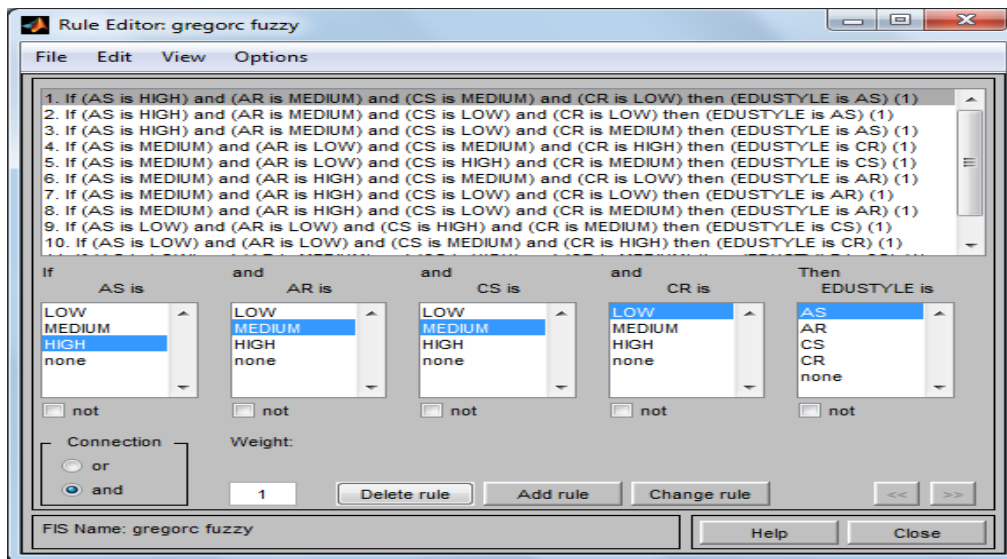 Rule Editor: gregorc fuzzy
File Edit View Options
1. If (AS is HIGH) and (AR is MEDIUM) and (CS is MEDIUM) and (CR is LOW) then (EDUSTYLE is AS) (1)
2. If (AS is HIGH) and (AR is MEDIUM) and (CS is LOW) and (CR is LOW) then (EDUSTYLE is AS) (1)
3. If (AS is HIGH) and (AR is MEDIUM) and (CS is LOW) and (CR is MEDIUM) then (EDUSTYLE is AS) (1)
4. If (AS is MEDIUM) and (AR is LOW) and (CS is MEDIUM) and (CR is HIGH) then (EDUSTYLE is CR) (1)
5. If (AS is MEDIUM) and (AR is LOW) and (CS is HIGH) and (CR is MEDIUM) then (EDUSTYLE is CS) (1)
6. If (AS is MEDIUM) and (AR is HIGH) and (CS is MEDIUM) and (CR is LOW) then (EDUSTYLE is AR) (1)
7. If (AS is MEDIUM) and (AR is HIGH) and (CS is LOW) and (CR is LOW) then (EDUSTYLE is AR) (1)
8. If (AS is MEDIUM) and (AR is HIGH) and (CS is LOW) and (CR is MEDIUM) then (EDUSTYLE is AR) (1)
9. If (AS is LOW) and (AR is LOW) and (CS is HIGH) and (CR is MEDIUM) then (EDUSTYLE is CS) (1)
10. If (AS is LOW) and (AR is LOW) and (CS is MEDIUM) and (CR is HIGH) then (EDUSTYLE is CR) (1)
If and and and Then
AS is AR is CS is CR is EDUSTYLE is
LOW LOW LOW LOW AS
MEDIUM MEDIUM MEDIUM MEDIUM AR
HIGH HIGH HIGH HIGH CS
none none none none CR
none
not not not not not
Connection Weight:
or
and 1 Delete rule Add rule Change rule << >>
FIS Name: gregorc fuzzy Help Close